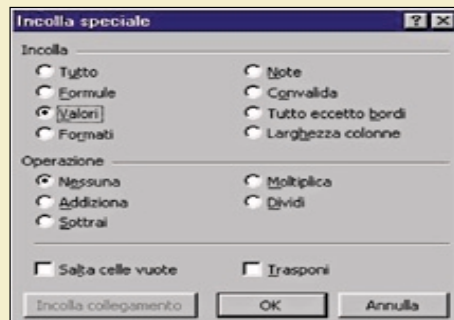 Incolla speciale
Incolla
Tutto
Note
Formule
Convalida
Valori
Tutto eccetto bordi
Formati
Larghezza colonne
Operazione
Nessuna
Moltiplica
Addiziona
Dividi
Sottrai
Salta celle vuote
Trasponi
Incolla collegamento
OK
Annulla